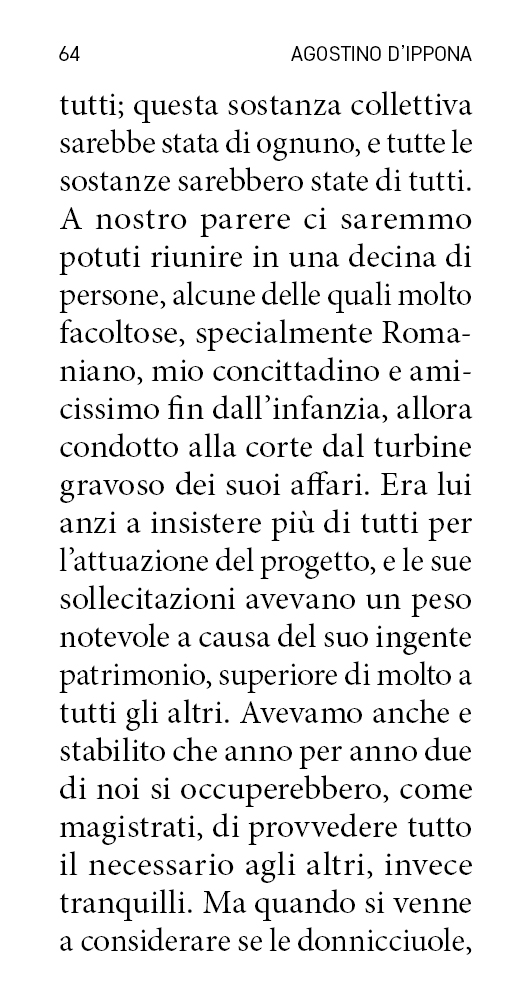 64 AGOSTINO D'IPPONA
tutti; questa sostanza collettiva
sarebbe stata di ognuno, e tutte le
sostanze sarebbero state di tutti.
A nostro parere ci saremmo
potuti riunire in una decina di
persone, alcune delle quali molto
facoltose, specialmente Roma-
niano, mio concittadino e ami-
cissimo fin dall’infanzia, allora
condotto alla corte dal turbine
gravoso dei suoi affari. Era lui
anzi a insistere più di tutti per
l’attuazione del progetto, e le sue
sollecitazioni avevano un peso
notevole a causa del suo ingente
patrimonio, superiore di molto a
tutti gli altri. Avevamo anche e
stabilito che anno per anno due
di noi si occuperebbero, come
magistrati, di provvedere tutto
il necessario agli altri, invece
tranquilli. Ma quando si venne
a considerare se le donnicciuole,